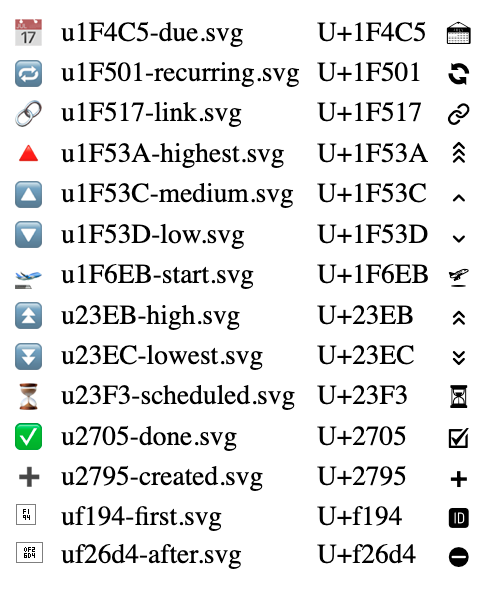 17 u1F4C5-due.svg U+1F4C5
u1F501-recurring.svg U+1F501
u1F517-link.svg U+1F517
u1F53A-highest.svg U+1F53A
u1F53C-medium.svg U+1F53C
u1F53D-low.svg U+1F53D
u1F6EB-start.svg U+1F6EB
u23EB-high.svg U+23EB
u23EC-lowest.svg U+23EC
u23F3-scheduled.svg U+23F3
u2705-done.svg U+2705
u2795-created.svg U+2795
F1 94 uf194-first.svg U+f194 ID
0F2 6D4 uf26d4-after.svg U+f26d4